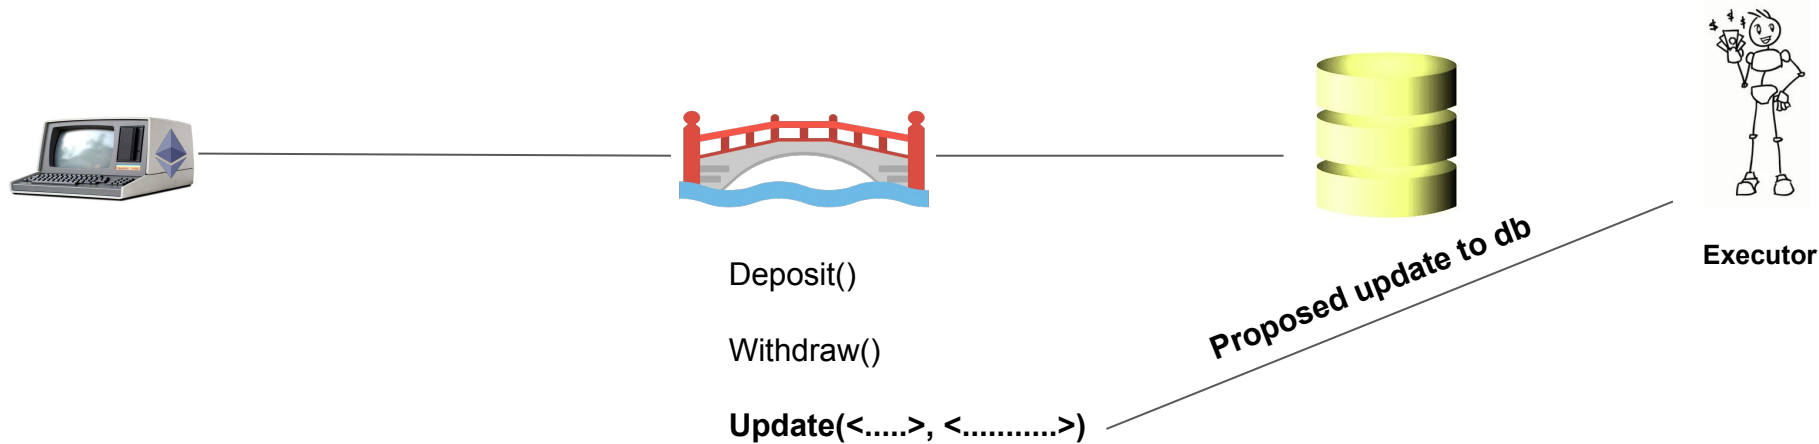 $ $ $
Executor
Proposed update to db
Deposit()
Withdraw()
Update(<.....>, <...........>)